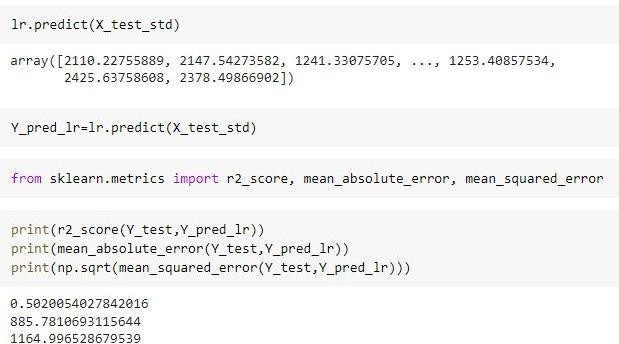 lr.predict(X_test_std)
array([2110.22755889, 2147.54273582, 1241.33075705, ..., 1253.40857534,
2425.63758608, 2378.49866902])
Y_pred_lr=lr.predict(X_test_std)
from sklearn.metrics import r2_score, mean_absolute_error, mean_squared_error
print(r2_score(Y_test,Y_pred_lr))
print(mean_absolute_error(Y_test,Y_pred_lr))
print(np.sqrt(mean_squared_error(Y_test,Y_pred_lr)))
0.5020054027842016
885.7810693115644
1164.996528679539